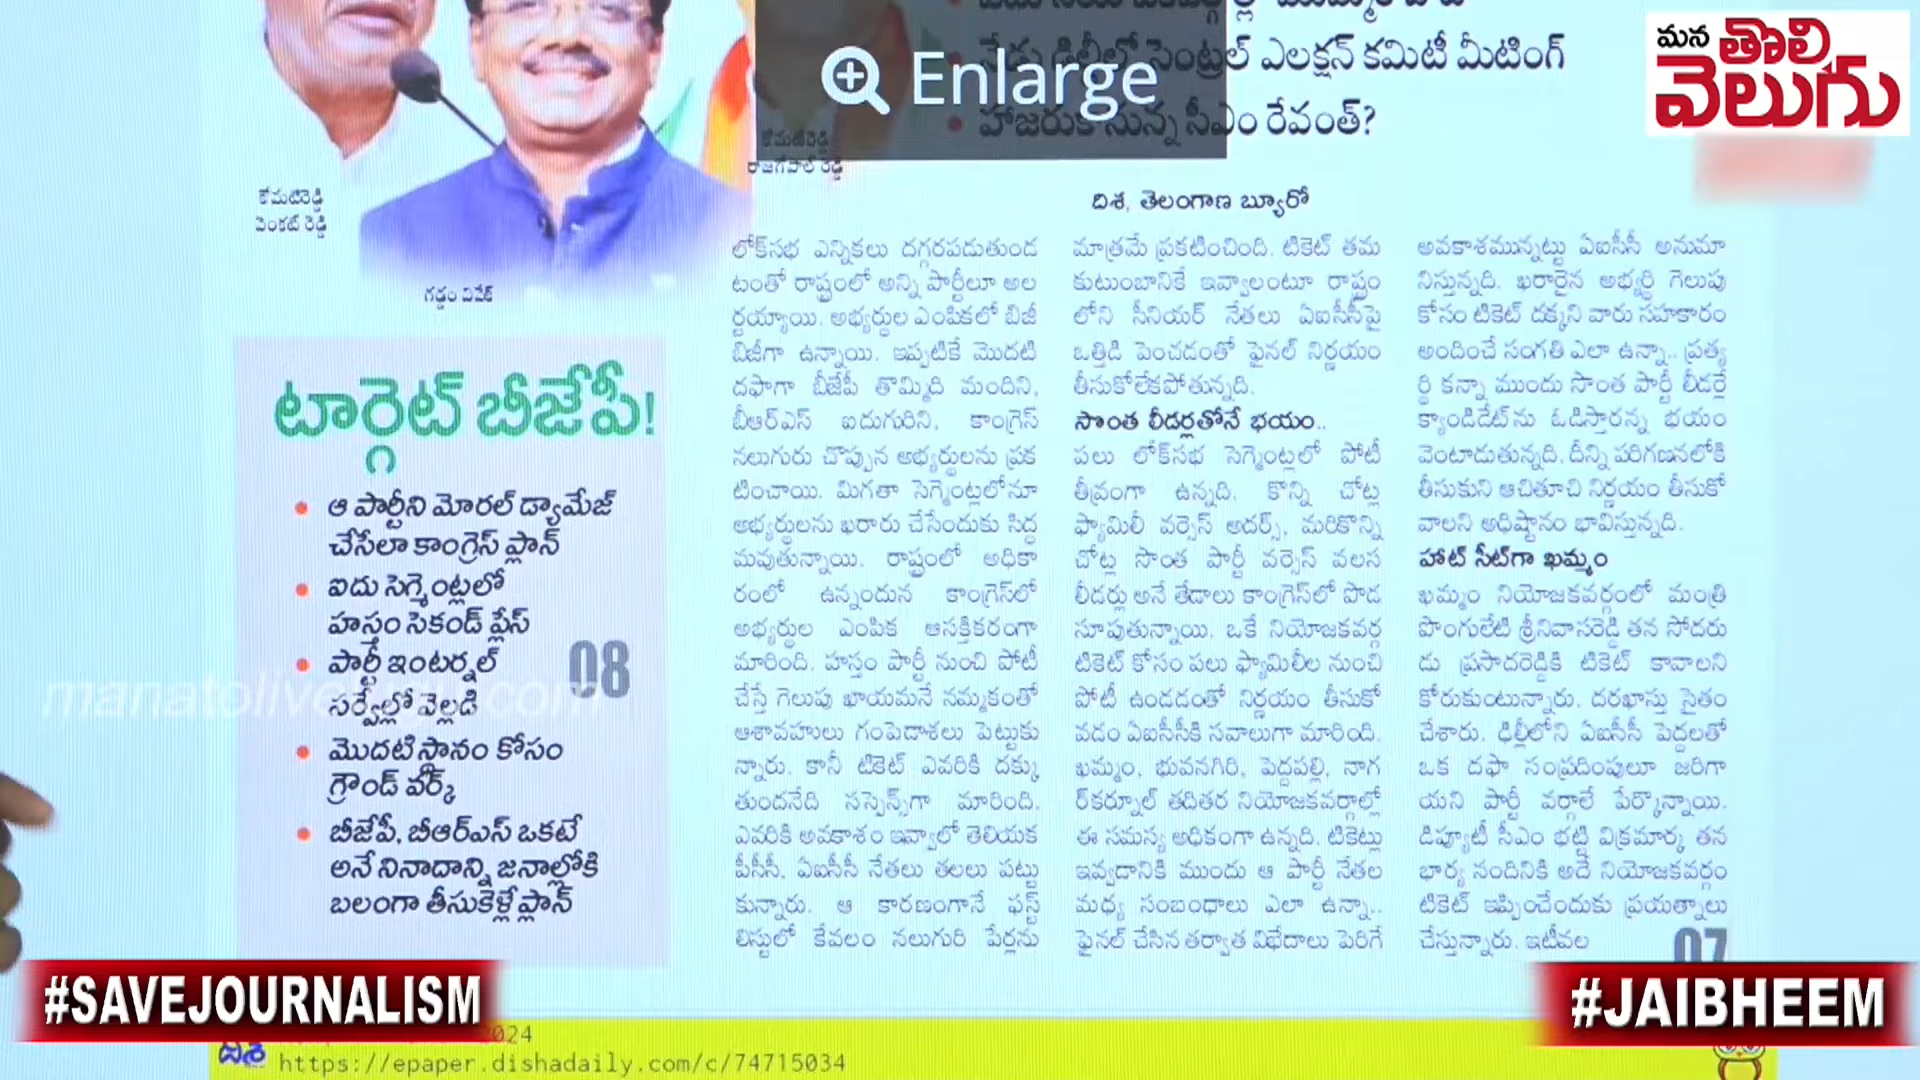 మన తొలి
వెలుగు
Enlarge
నేడు ఢిల్లీలో సెంట్రల్ ఎలక్షన్ కమిటీ మీటింగ్
హాజరుకానున్న సీఎం రేవంత్?
కోమటిరెడ్డి
రాజగోపాల్ రెడ్డి
కోమటిరెడ్డి
వెంకట్ రెడ్డి
గడ్డం వివేక్
టార్గెట్ బీజేపీ!
• ఆ పార్టీని మోరల్ డ్యామేజ్
చేసేలా కాంగ్రెస్ ప్లాన్
• ఐదు సెగ్మెంట్లలో
హస్తం సెకండ్ ప్లేస్
• పార్టీ ఇంటర్నల్
సర్వేల్లో వెల్లడి
08
• మొదటి స్థానం కోసం
గ్రౌండ్ వర్క్
• బీజేపీ, బీఆర్ఎస్ ఒకటే
అనే నినాదాన్ని జనాల్లోకి
బలంగా తీసుకెళ్లే ప్లాన్
దిశ, తెలంగాణ బ్యూరో
లోక్‌సభ ఎన్నికలు దగ్గరపడుతుండ
టంతో రాష్ట్రంలో అన్ని పార్టీలూ అల
ర్టయ్యాయి. అభ్యర్థుల ఎంపికలో బిజీ
బిజీగా ఉన్నాయి. ఇప్పటికే మొదటి
దఫాగా బీజేపీ తొమ్మిది మందిని,
బీఆర్ఎస్ ఐదుగురిని, కాంగ్రెస్
నలుగురు చొప్పున అభ్యర్థులను ప్రక
టించాయి. మిగతా సెగ్మెంట్లలోనూ
అభ్యర్థులను ఖరారు చేసేందుకు సిద్ధ
మవుతున్నాయి. రాష్ట్రంలో అధికా
రంలో ఉన్నందున కాంగ్రెస్‌లో
అభ్యర్థుల ఎంపిక ఆసక్తికరంగా
మారింది. హస్తం పార్టీ నుంచి పోటీ
చేస్తే గెలుపు ఖాయమనే నమ్మకంతో
ఆశావహులు గంపెడాశలు పెట్టుకు
న్నారు. కానీ టికెట్ ఎవరికి దక్కు
తుందనేది సస్పెన్స్‌గా మారింది.
ఎవరికి అవకాశం ఇవ్వాలో తెలియక
పీసీసీ, ఏఐసీసీ నేతలు తలలు పట్టు
కున్నారు. ఆ కారణంగానే ఫస్ట్
లిస్టులో కేవలం నలుగురి పేర్లను
మాత్రమే ప్రకటించింది. టికెట్ తమ
కుటుంబానికే ఇవ్వాలంటూ రాష్ట్రం
లోని సీనియర్ నేతలు ఏఐసీసీపై
ఒత్తిడి పెంచడంతో ఫైనల్ నిర్ణయం
తీసుకోలేకపోతున్నది.
సొంత లీడర్లతోనే భయం..
పలు లోక్‌సభ సెగ్మెంట్లలో పోటీ
తీవ్రంగా ఉన్నది. కొన్ని చోట్ల
ఫ్యామిలీ వర్సెస్ అదర్స్, మరికొన్ని
చోట్ల సొంత పార్టీ వర్సెస్ వలస
లీడర్లు అనే తేడాలు కాంగ్రెస్‌లో పొడ
సూపుతున్నాయి. ఒకే నియోజకవర్గ
టికెట్ కోసం పలు ఫ్యామిలీల నుంచి
పోటీ ఉండడంతో నిర్ణయం తీసుకో
వడం ఏఐసీసీకి సవాలుగా మారింది.
ఖమ్మం, భువనగిరి, పెద్దపల్లి, నాగ
ర్‌కర్నూల్ తదితర నియోజకవర్గాల్లో
ఈ సమస్య అధికంగా ఉన్నది. టికెట్లు
ఇవ్వడానికి ముందు ఆ పార్టీ నేతల
మధ్య సంబంధాలు ఎలా ఉన్నా..
ఫైనల్ చేసిన తర్వాత విభేదాలు పెరిగే
అవకాశమున్నట్టు ఏఐసీసీ అనుమా
నిస్తున్నది. ఖరారైన అభ్యర్థి గెలుపు
కోసం టికెట్ దక్కని వారు సహకారం
అందించే సంగతి ఎలా ఉన్నా.. ప్రత్య
ర్థి కన్నా ముందు సొంత పార్టీ లీడర్లే
క్యాండిడేట్‌ను ఓడిస్తారన్న భయం
వెంటాడుతున్నది. దీన్ని పరిగణనలోకి
తీసుకుని ఆచితూచి నిర్ణయం తీసుకో
వాలని అధిష్టానం భావిస్తున్నది.
హాట్ సీట్‌గా ఖమ్మం
ఖమ్మం నియోజకవర్గంలో మంత్రి
పొంగులేటి శ్రీనివాసరెడ్డి తన సోదరు
డు ప్రసాదరెడ్డికి టికెట్ కావాలని
కోరుకుంటున్నారు. దరఖాస్తు సైతం
చేశారు. ఢిల్లీలోని ఏఐసీసీ పెద్దలతో
ఒక దఫా సంప్రదింపులూ జరిగా
యని పార్టీ వర్గాలే పేర్కొన్నాయి.
డిప్యూటీ సీఎం భట్టి విక్రమార్క తన
భార్య నందినికి అదే నియోజకవర్గం
టికెట్ ఇప్పించేందుకు ప్రయత్నాలు
చేస్తున్నారు. ఇటీవల
07
#SAVEJOURNALISM
#JAIBHEEM
2024
దిశ
https://epaper.dishadaily.com/c/74715034